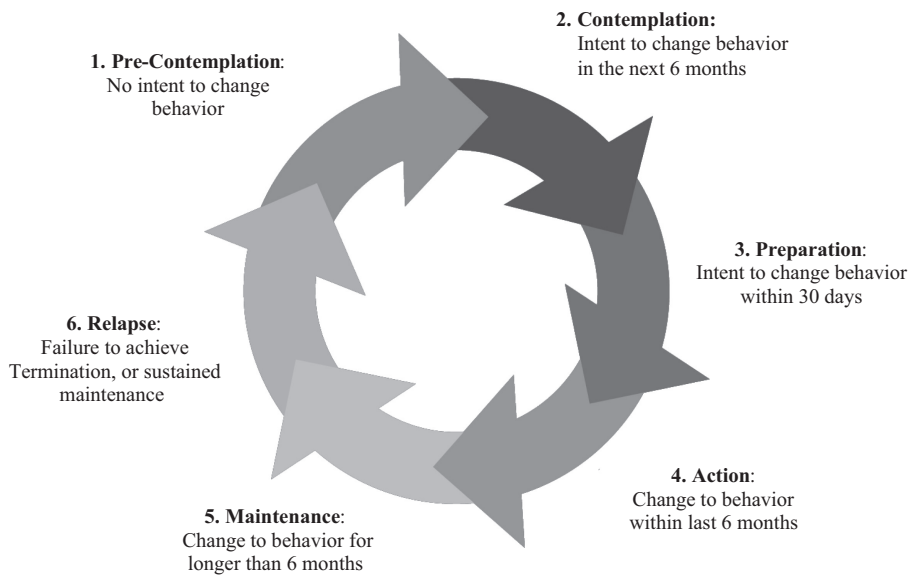 1. Pre-Contemplation:
No intent to change
behavior
2. Contemplation:
Intent to change behavior
in the next 6 months
3. Preparation:
Intent to change behavior
within 30 days
4. Action:
Change to behavior
within last 6 months
5. Maintenance:
Change to behavior for
longer than 6 months
6. Relapse:
Failure to achieve
Termination, or sustained
maintenance